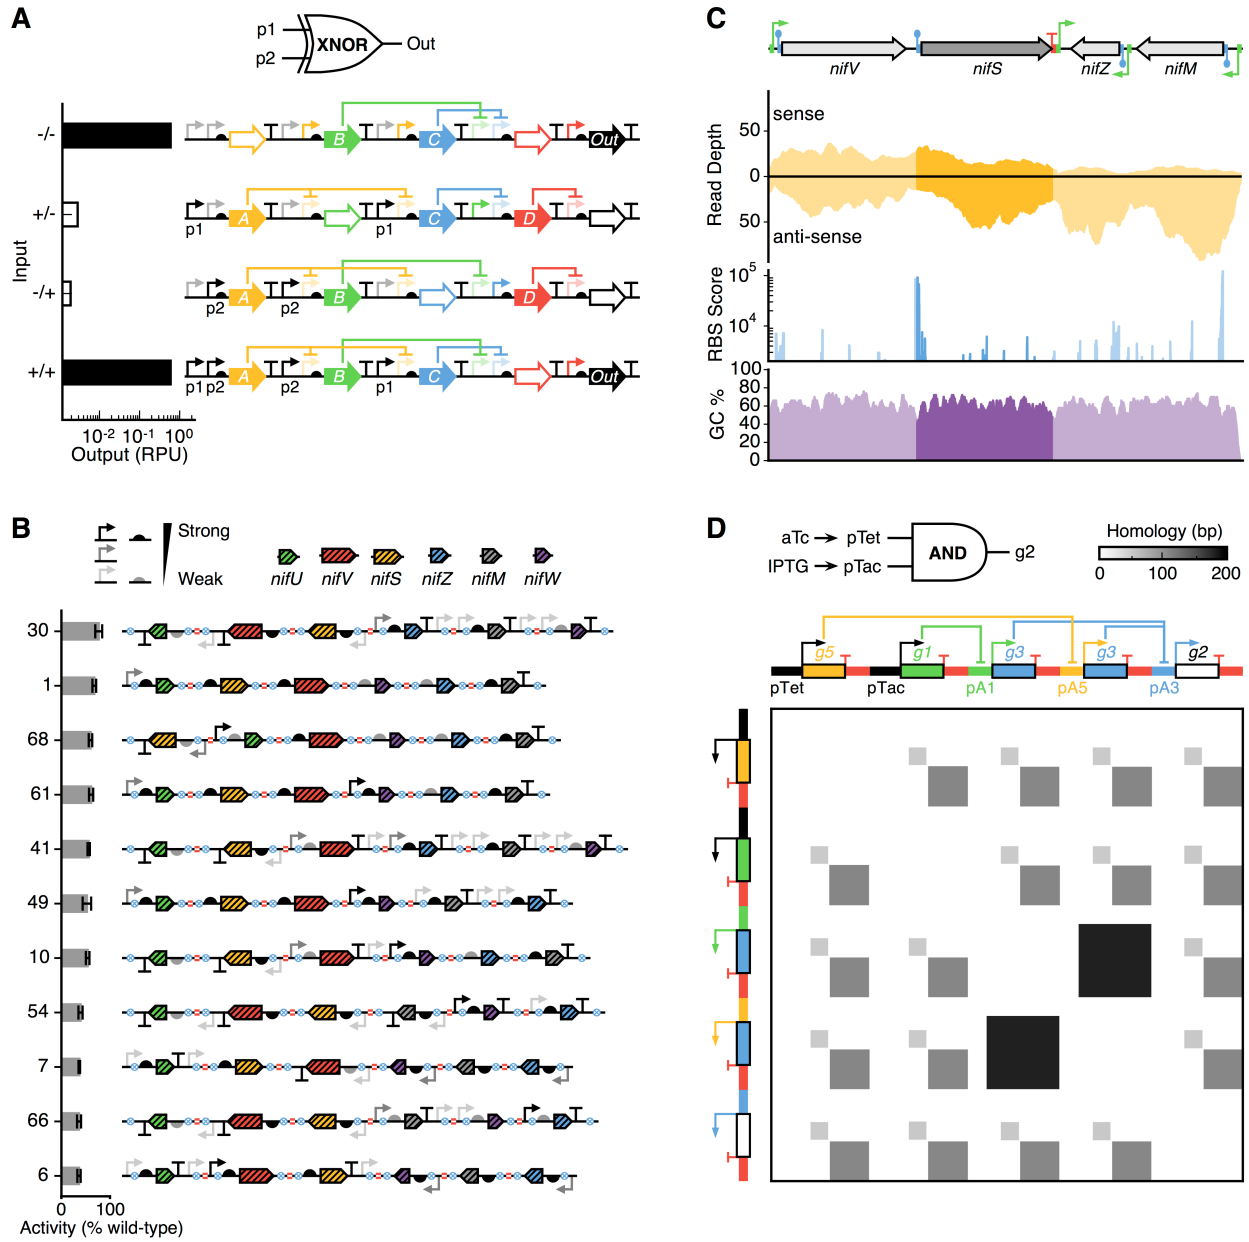 A
p1
p2
XNOR
Out
Input
-/-
B
C
Out
+/-
p1
A
p1
C
D
-/+
p2
A
p2
B
D
+/+
p1 p2
A
p2
B
p1
C
Out
10-2 10-1 100
Output (RPU)
B
Strong
Weak
nifU nifV nifS nifZ nifM nifW
30
1
68
61
41
49
10
54
7
66
6
0 100
Activity (% wild-type)
C
nifV nifS nifZ nifM
sense
Read Depth
50
0
50
anti-sense
RBS Score
105
104
GC %
100
80
60
40
20
0
D
aTc pTet
IPTG pTac
AND
g2
Homology (bp)
0 100 200
g5 g1 g3 g3 g2
pTet pTac pA1 pA5 pA3